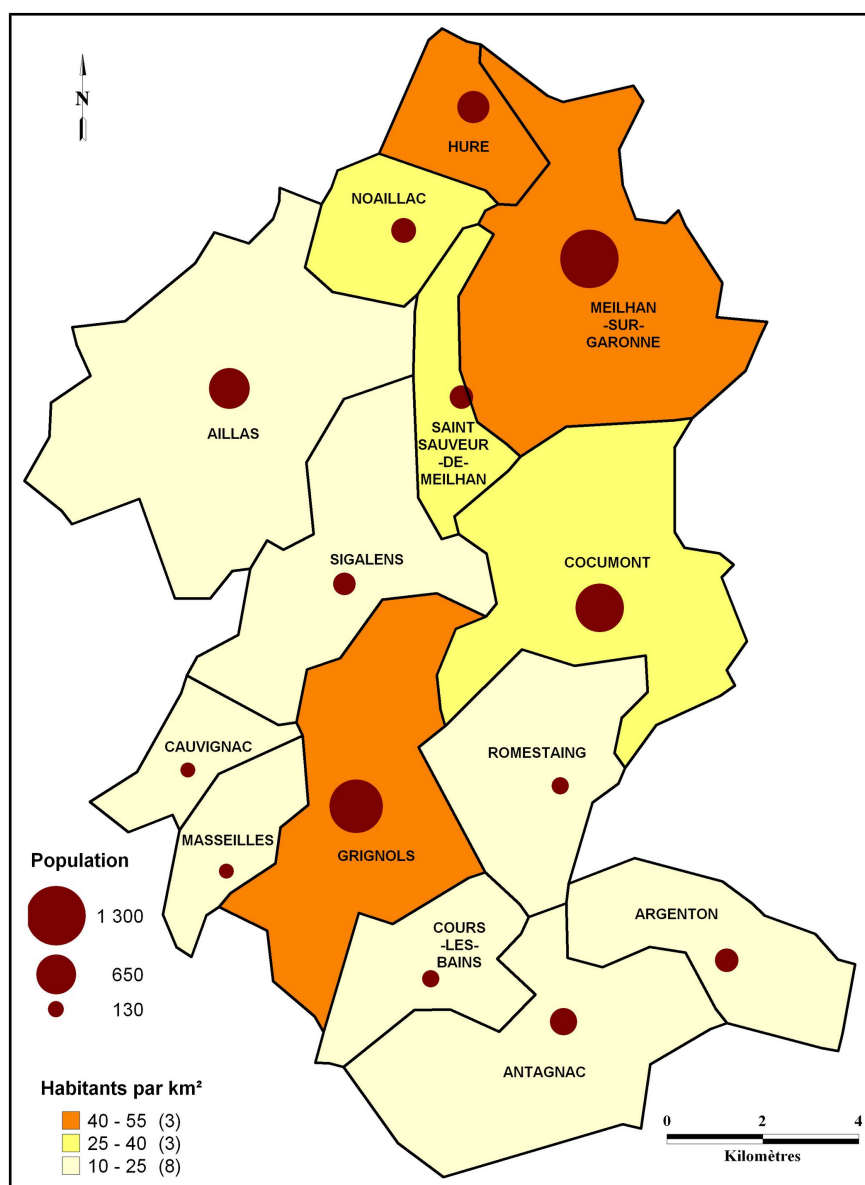 N
HURE
NOAILLAC
MEILHAN
-SUR-
GARONNE
AILLAS
SAINT
SAUVEUR
-DE-
MEILHAN
SIGALENS
COCUMONT
CAUVIGNAC
ROMESTAING
MASSEILLES
GRIGNOLS
COURS
-LES-
BAINS
ARGENTON
ANTAGNAC
Population
1 300
650
130
Habitants par km²
40 - 55 (3)
25 - 40 (3)
10 - 25 (8)
0 2 4
Kilomètres